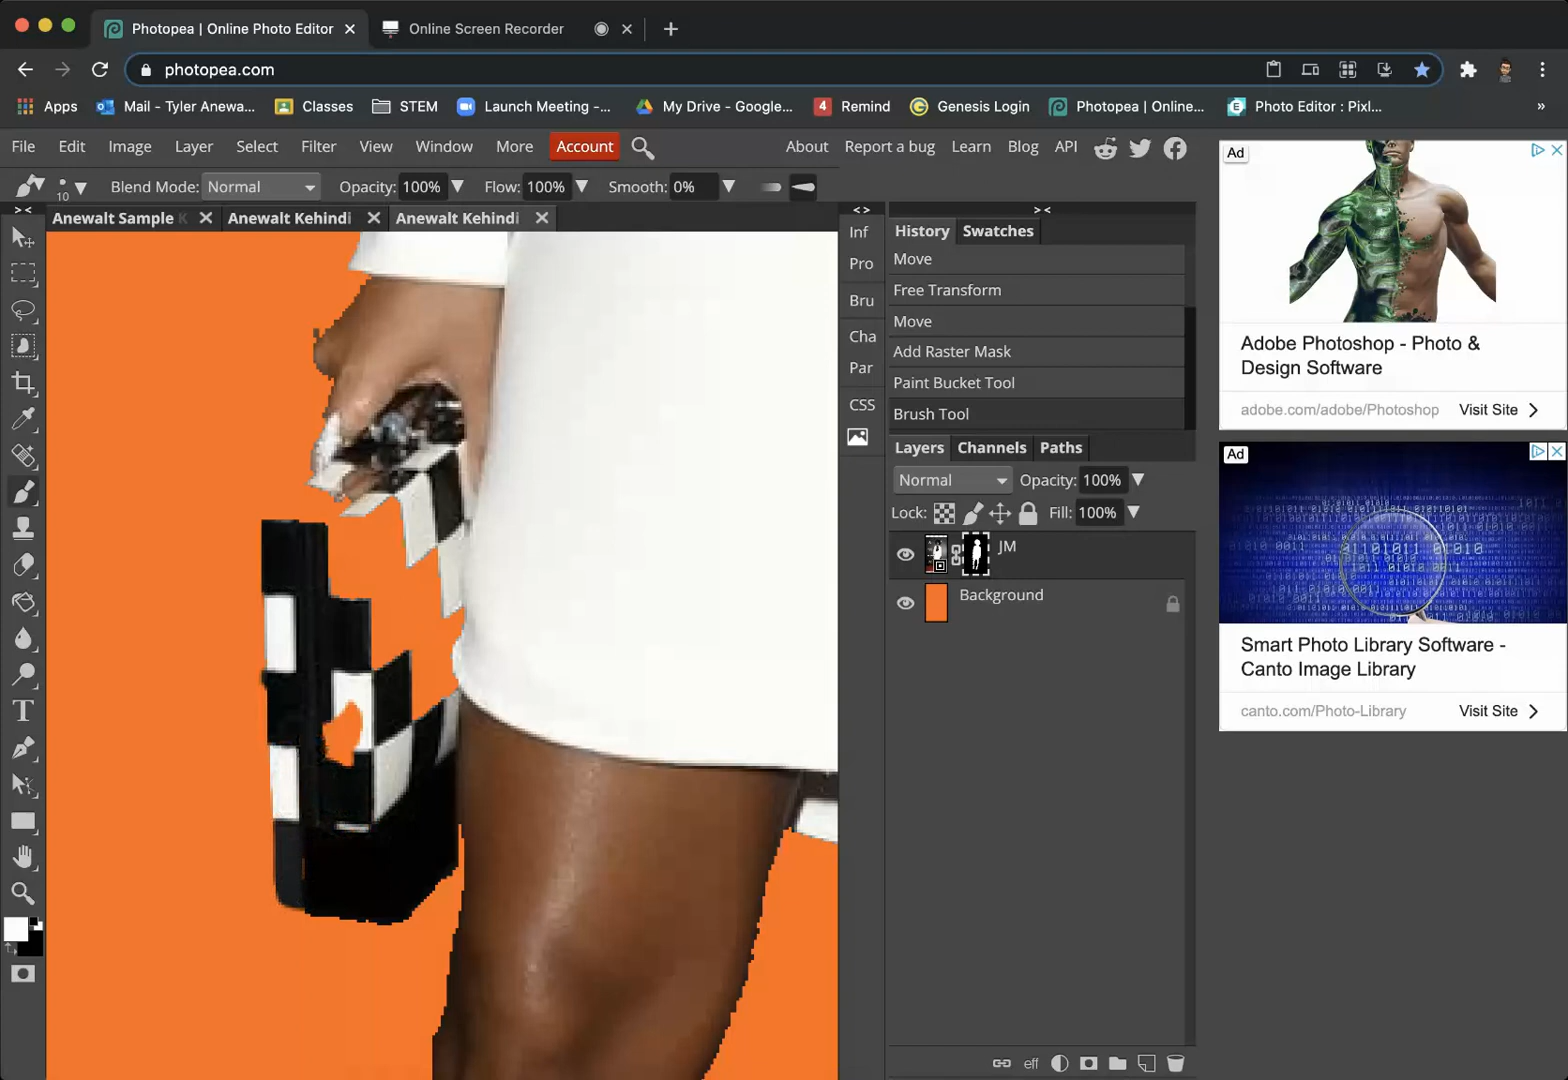 Photopea | Online Photo Editor
Online Screen Recorder
photopea.com
Apps
Mail - Tyler Anewa...
Classes
STEM
Launch Meeting -...
My Drive - Google...
4 Remind
Genesis Login
Photopea | Online...
Photo Editor : Pixl...
»
File Edit Image Layer Select Filter View Window More Account
About Report a bug Learn Blog API
10
Blend Mode: Normal Opacity: 100% Flow: 100% Smooth: 0%
> < Anewalt Sample Anewalt Kehindi Anewalt Kehindi
< > > <
Inf
Pro
Bru
Cha
Par
CSS
History Swatches
Move
Free Transform
Move
Add Raster Mask
Paint Bucket Tool
Brush Tool
Layers Channels Paths
Normal Opacity: 100%
Lock: Fill: 100%
JM
Background
eff
Ad
Adobe Photoshop - Photo &
Design Software
adobe.com/adobe/Photoshop Visit Site
Ad
Smart Photo Library Software -
Canto Image Library
canto.com/Photo-Library Visit Site